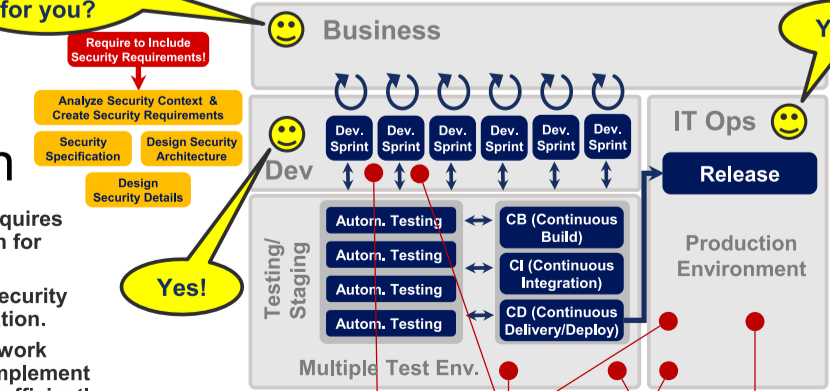 for you?
Require to Include
Security Requirements!
Analyze Security Context &
Create Security Requirements
Security
Specification
Design Security
Architecture
Design
Security Details
n
quires
n for
ecurity
tion.
work
mplement
Yes!
Business
Y
Dev
Dev.
Sprint
Dev.
Sprint
Dev.
Sprint
Dev.
Sprint
Dev.
Sprint
Dev.
Sprint
IT Ops
Release
Production
Environment
Testing/
Staging
Autom. Testing
Autom. Testing
Autom. Testing
Autom. Testing
CB (Continuous
Build)
CI (Continuous
Integration)
CD (Continuous
Delivery/Deploy)
Multiple Test Env.